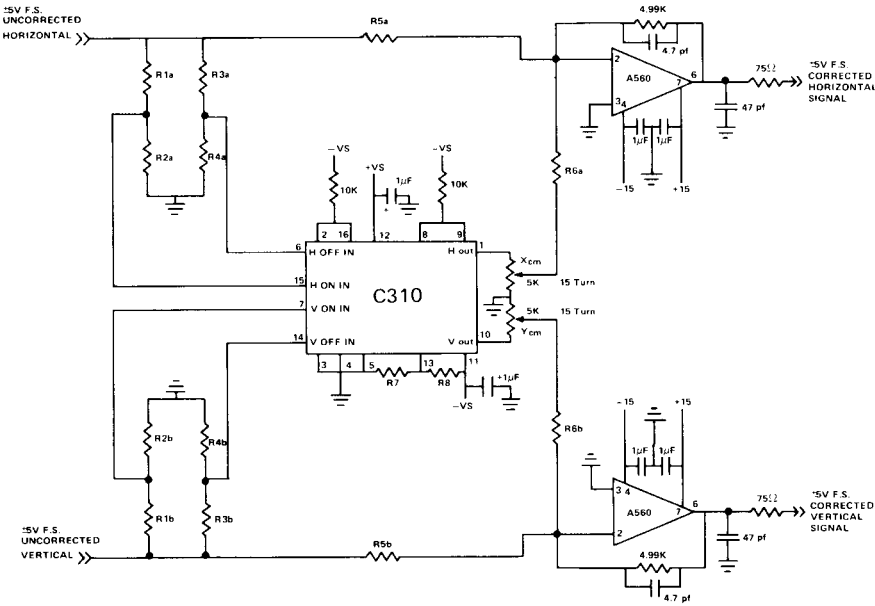 ±5V F.S.
UNCORRECTED
HORIZONTAL
R5a
4.99K
4.7 pf
2
A560
6
7
3
4
75Ω
±5V F.S.
CORRECTED
HORIZONTAL
SIGNAL
47 pf
1μF
1μF
-15
+15
R1a
R3a
R2a
R4a
R6a
-VS
+VS
-VS
10K
1μF
+
10K
2
16
12
8
9
6
H OFF IN
H out
1
15
H ON IN
7
V ON IN
14
V OFF IN
V out
10
C310
Xcm
5K
15 Turn
5K
15 Turn
Ycm
3
4
5
13
11
R7
R8
+1μF
-VS
R2b
R4b
R1b
R3b
R6b
-15
+15
1μF
1μF
3
4
A560
7
6
2
75Ω
±5V F.S.
CORRECTED
VERTICAL
SIGNAL
47 pf
±5V F.S.
UNCORRECTED
VERTICAL
R5b
4.99K
4.7 pf